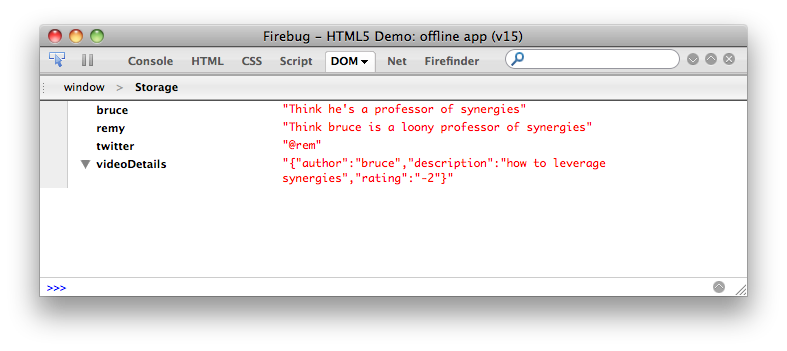 Firebug – HTML5 Demo: offline app (v15)
Console HTML CSS Script DOM Net Firefinder
window > Storage
bruce "Think he's a professor of synergies"
remy "Think bruce is a loony professor of synergies"
twitter "@rem"
videoDetails "{"author":"bruce","description":"how to leverage
synergies","rating":"-2"}"
>>>